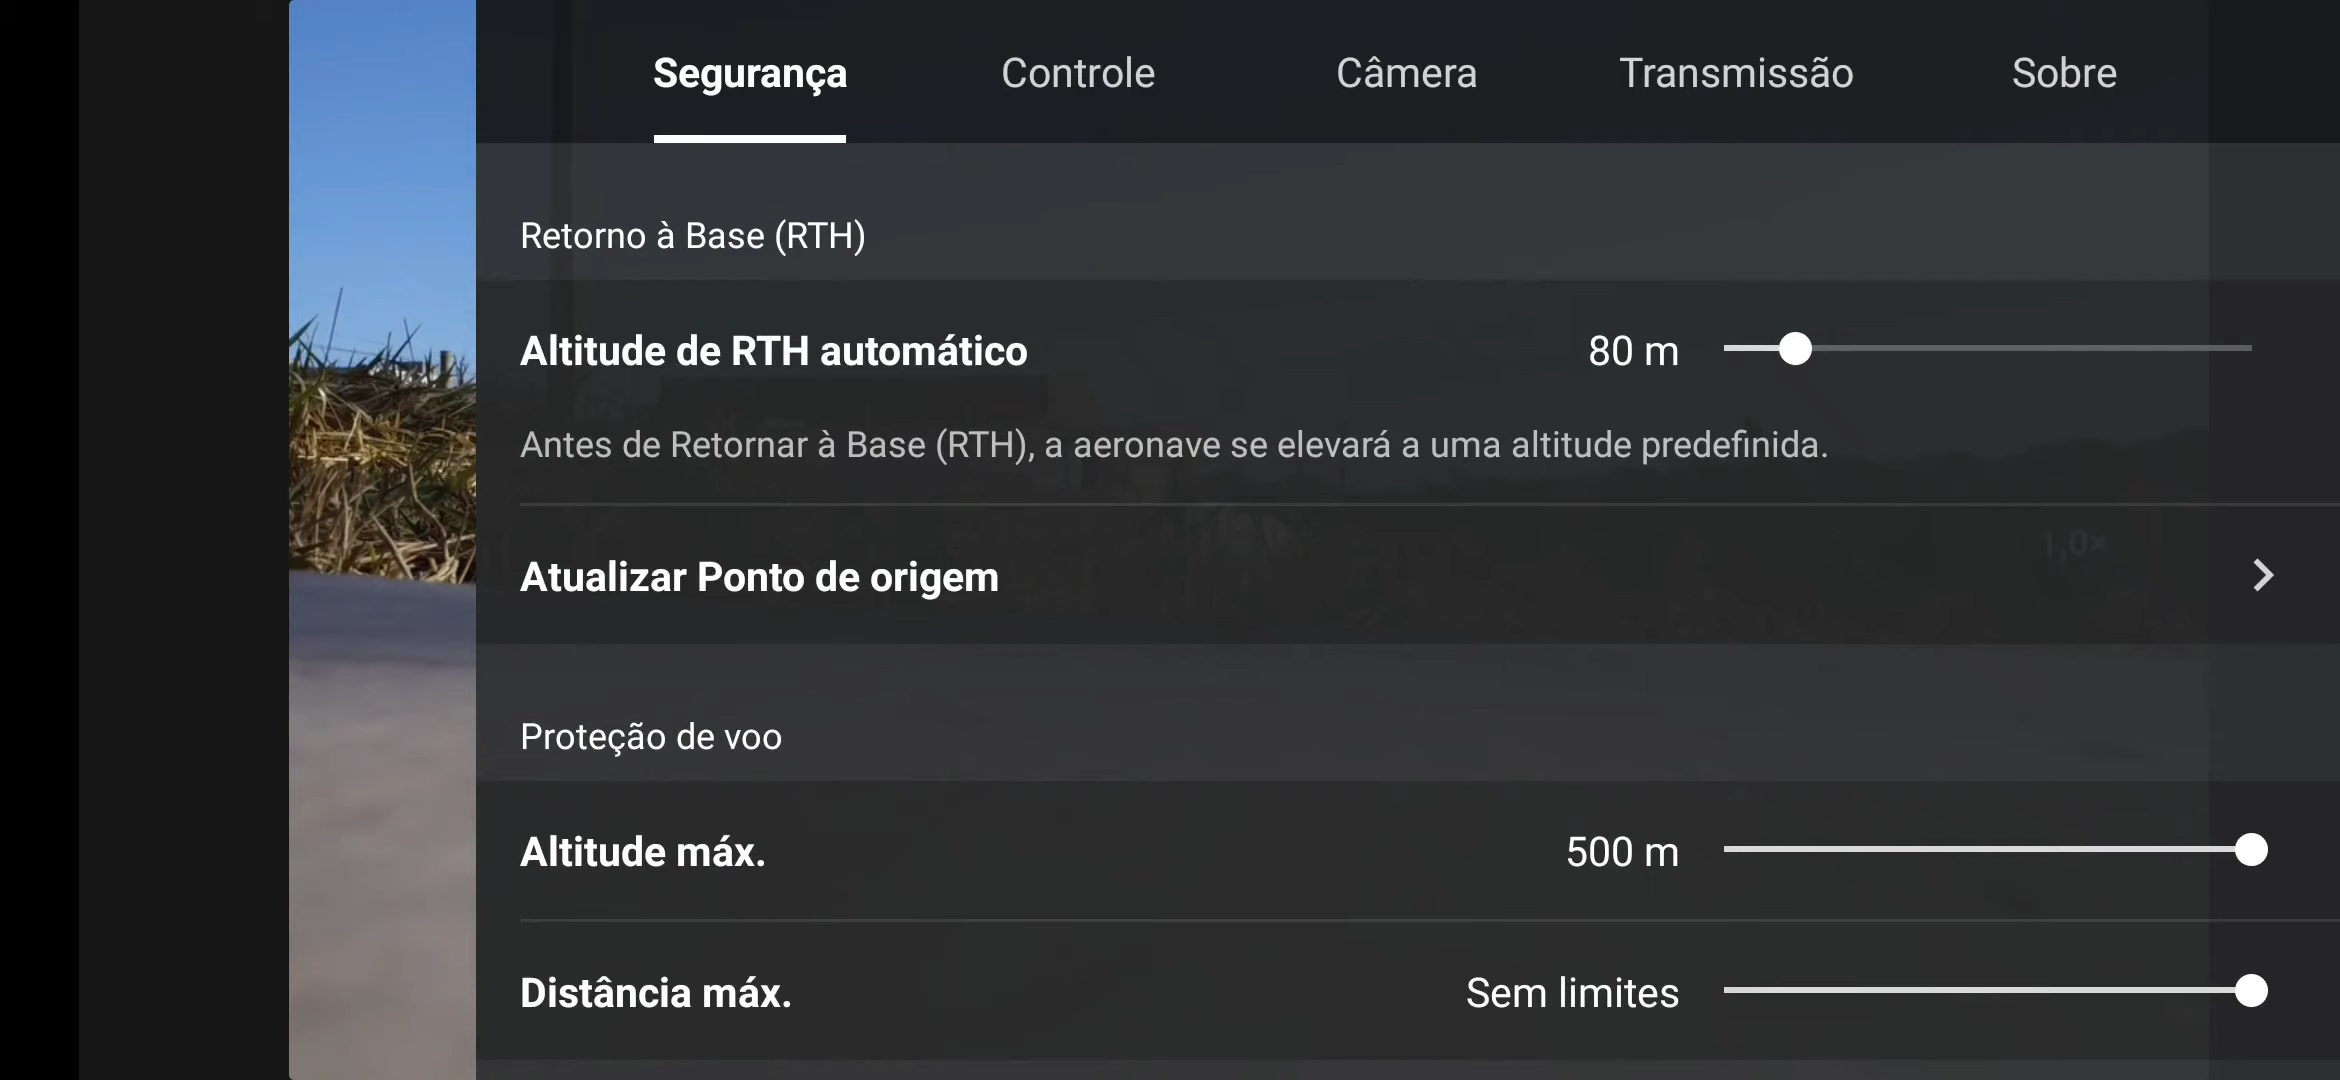 Segurança Controle Câmera Transmissão Sobre
Retorno à Base (RTH)
Altitude de RTH automático 80 m
Antes de Retornar à Base (RTH), a aeronave se elevará a uma altitude predefinida.
1,0×
Atualizar Ponto de origem
Proteção de voo
Altitude máx. 500 m
Distância máx. Sem limites